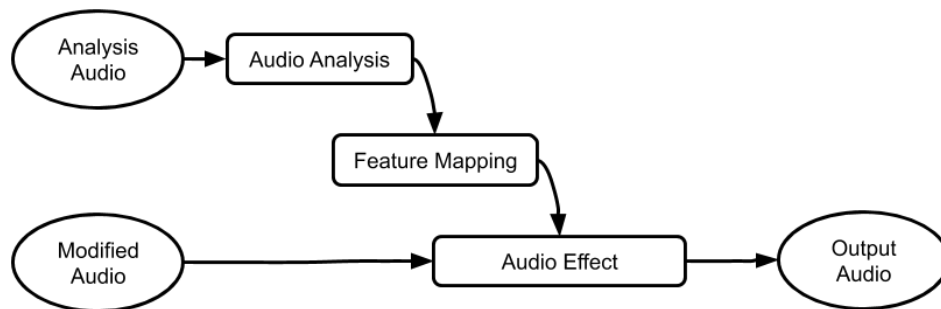 Analysis
Audio
Audio Analysis
Feature Mapping
Modified
Audio
Audio Effect
Output
Audio